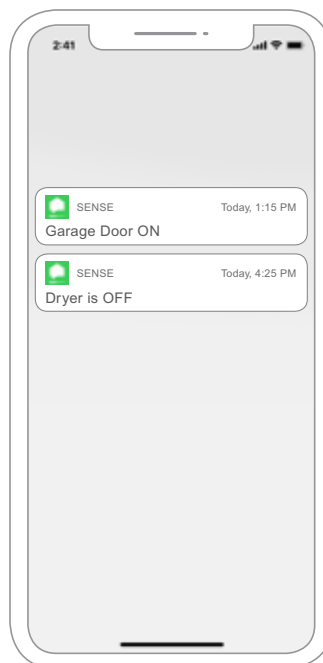 2:41
SENSE Today, 1:15 PM
Garage Door ON
SENSE Today, 4:25 PM
Dryer is OFF